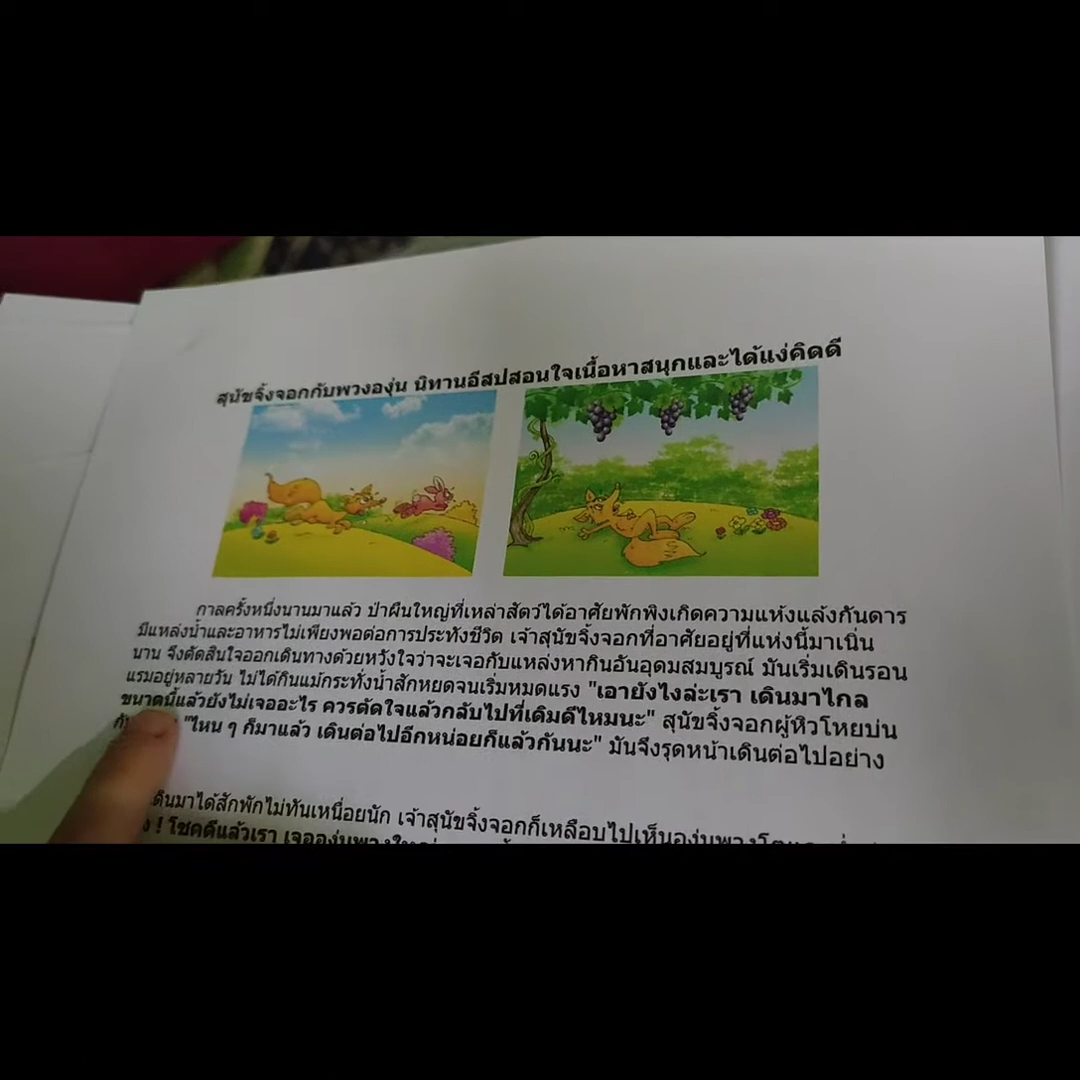 สุนัขจิ้งจอกกับพวงองุ่น นิทานอีสปสอนใจเนื้อหาสนุกและได้แง่คิดดี
กาลครั้งหนึ่งนานมาแล้ว ป่าผืนใหญ่ที่เหล่าสัตว์ได้อาศัยพักพิงเกิดความแห้งแล้งกันดาร
มีแหล่งน้ำและอาหารไม่เพียงพอต่อการประทังชีวิต เจ้าสุนัขจิ้งจอกที่อาศัยอยู่ที่แห่งนี้มาเนิ่น
นาน จึงตัดสินใจออกเดินทางด้วยหวังใจว่าจะเจอกับแหล่งหากินอันอุดมสมบูรณ์ มันเริ่มเดินรอน
แรมอยู่หลายวัน ไม่ได้กินแม้กระทั่งน้ำสักหยดจนเริ่มหมดแรง "เอายังไงล่ะเรา เดินมาไกล
ขนาดนี้แล้วยังไม่เจออะไร ควรตัดใจแล้วกลับไปที่เดิมดีไหมนะ" สุนัขจิ้งจอกผู้หิวโหยบ่น
"ไหน ๆ ก็มาแล้ว เดินต่อไปอีกหน่อยก็แล้วกันนะ" มันจึงรุดหน้าเดินต่อไปอย่าง
เดินมาได้สักพักไม่ทันเหนื่อยนัก เจ้าสุนัขจิ้งจอกก็เหลือบไปเห็นองุ่นพวงโต
! โชคดีแล้วเรา เจอองุ่นพวงใหญ่